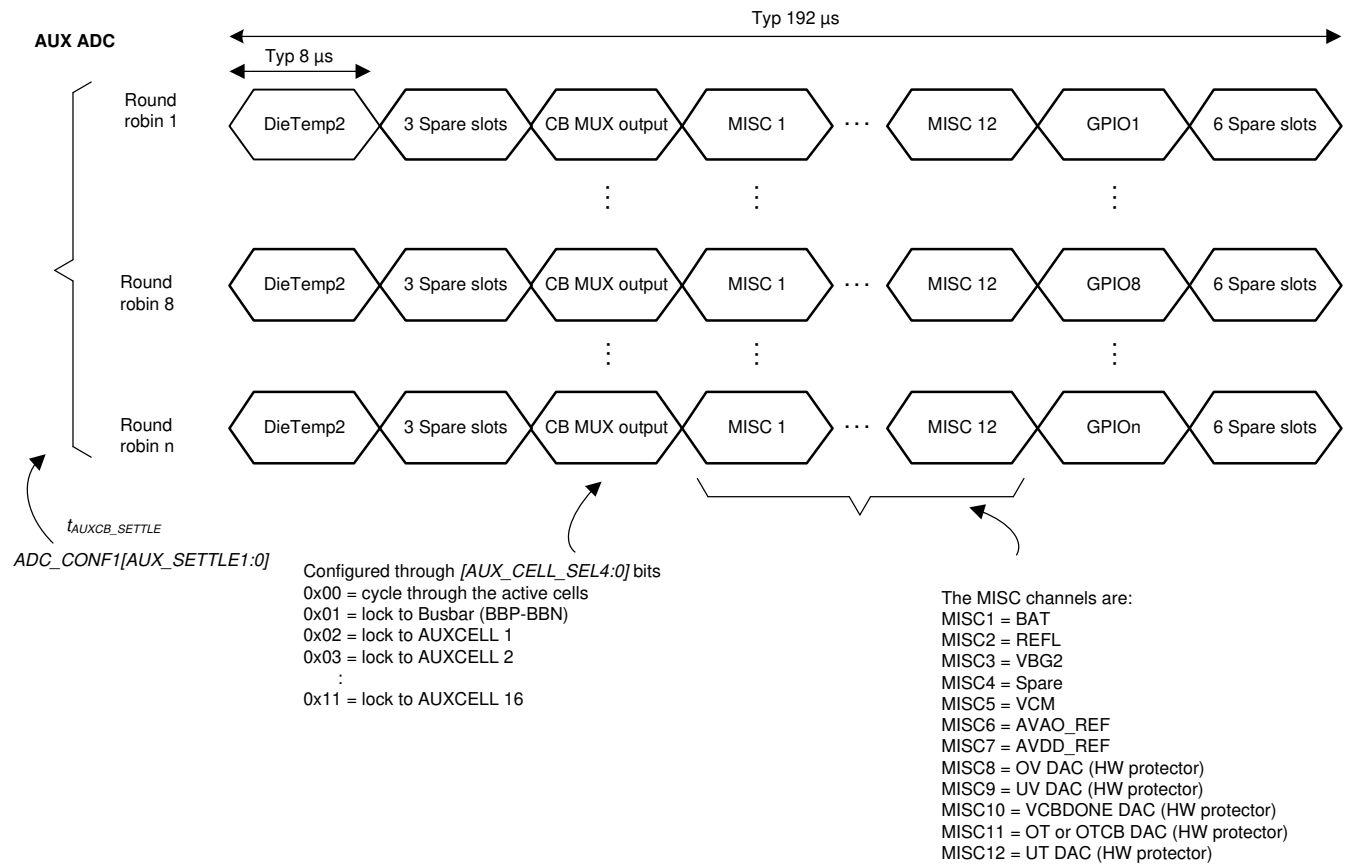 Typ 192 µs
AUX ADC
Typ 8 µs
Round
robin 1
DieTemp2
3 Spare slots
CB MUX output
MISC 1
...
MISC 12
GPIO1
6 Spare slots
Round
robin 8
DieTemp2
3 Spare slots
CB MUX output
MISC 1
...
MISC 12
GPIO8
6 Spare slots
Round
robin n
DieTemp2
3 Spare slots
CB MUX output
MISC 1
...
MISC 12
GPIOn
6 Spare slots
tAUXCB_SETTLE
ADC_CONF1[AUX_SETTLE1:0]
Configured through [AUX_CELL_SEL4:0] bits
0x00 = cycle through the active cells
0x01 = lock to Busbar (BBP-BBN)
0x02 = lock to AUXCELL 1
0x03 = lock to AUXCELL 2
:
0x11 = lock to AUXCELL 16
The MISC channels are:
MISC1 = BAT
MISC2 = REFL
MISC3 = VBG2
MISC4 = Spare
MISC5 = VCM
MISC6 = AVAO_REF
MISC7 = AVDD_REF
MISC8 = OV DAC (HW protector)
MISC9 = UV DAC (HW protector)
MISC10 = VCBDONE DAC (HW protector)
MISC11 = OT or OTCB DAC (HW protector)
MISC12 = UT DAC (HW protector)